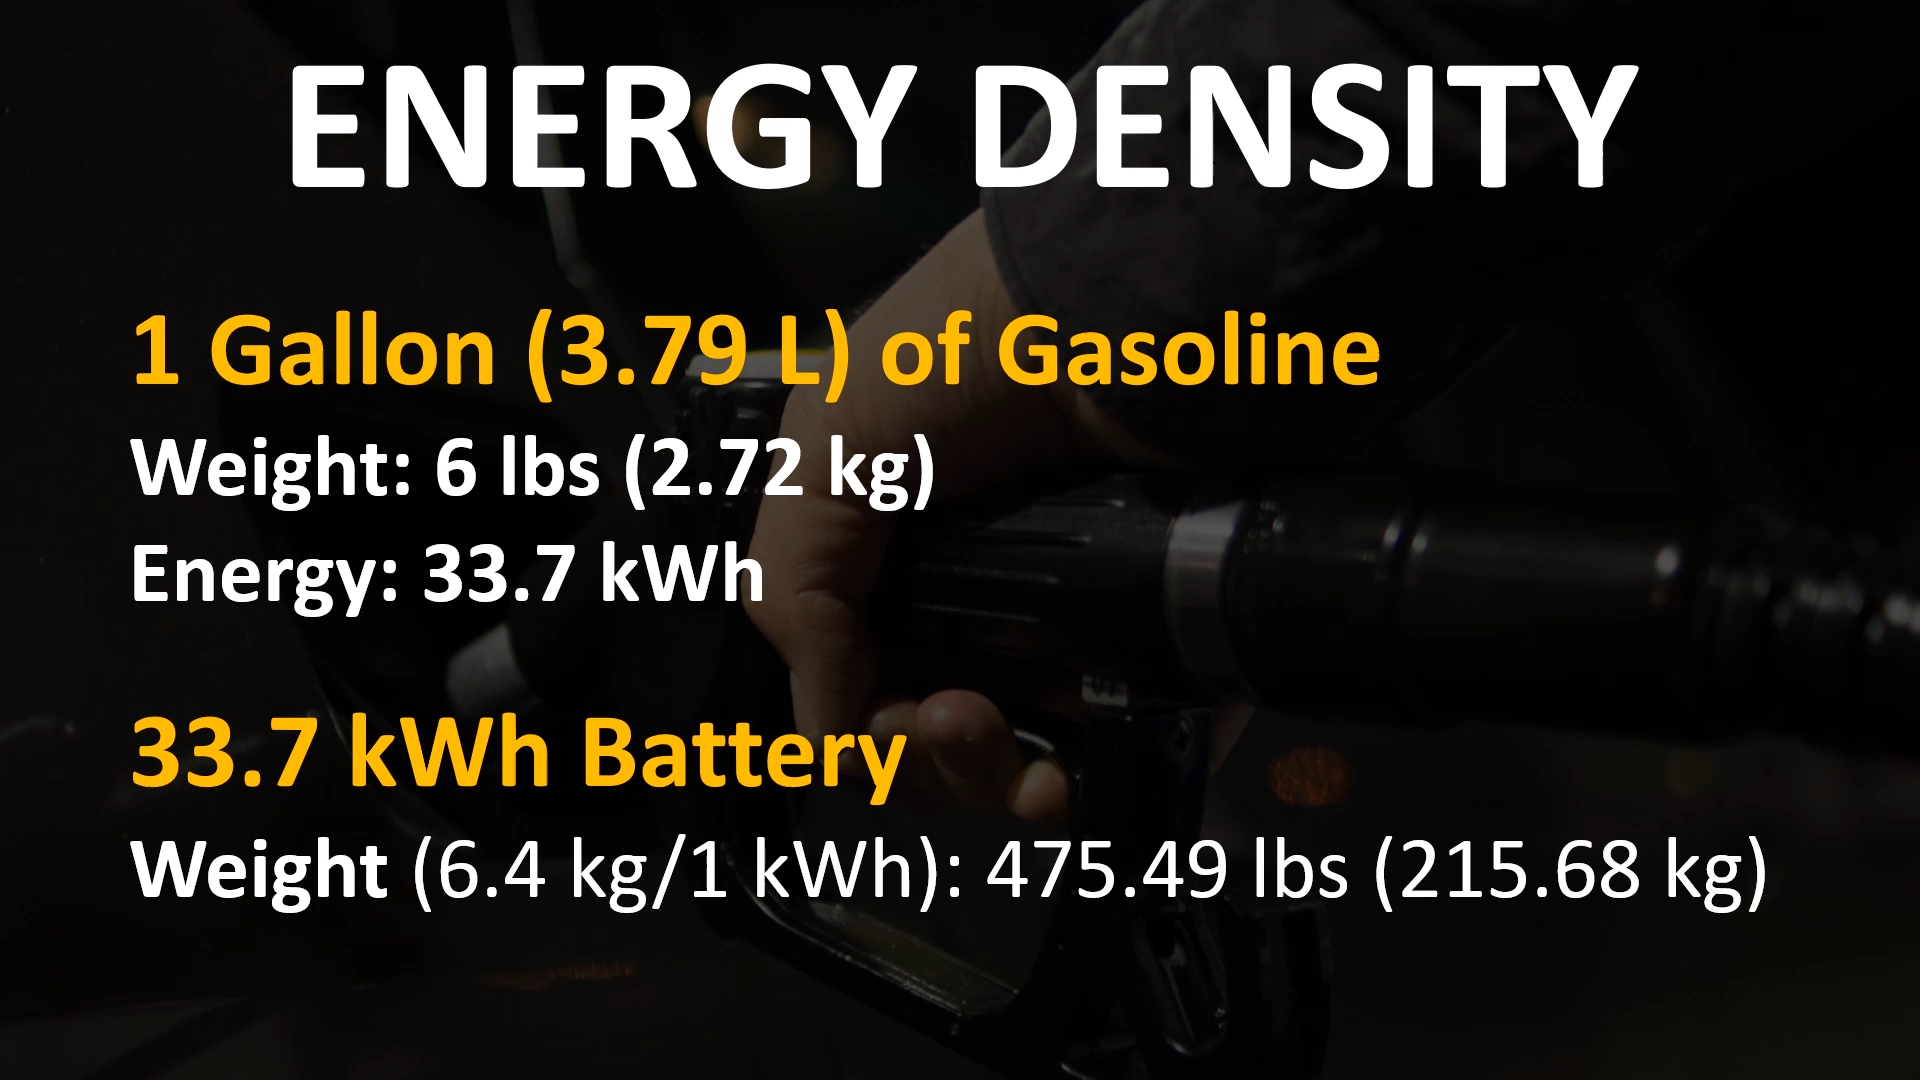 ENERGY DENSITY
1 Gallon (3.79 L) of Gasoline
Weight: 6 lbs (2.72 kg)
Energy: 33.7 kWh
33.7 kWh Battery
Weight (6.4 kg/1 kWh): 475.49 lbs (215.68 kg)